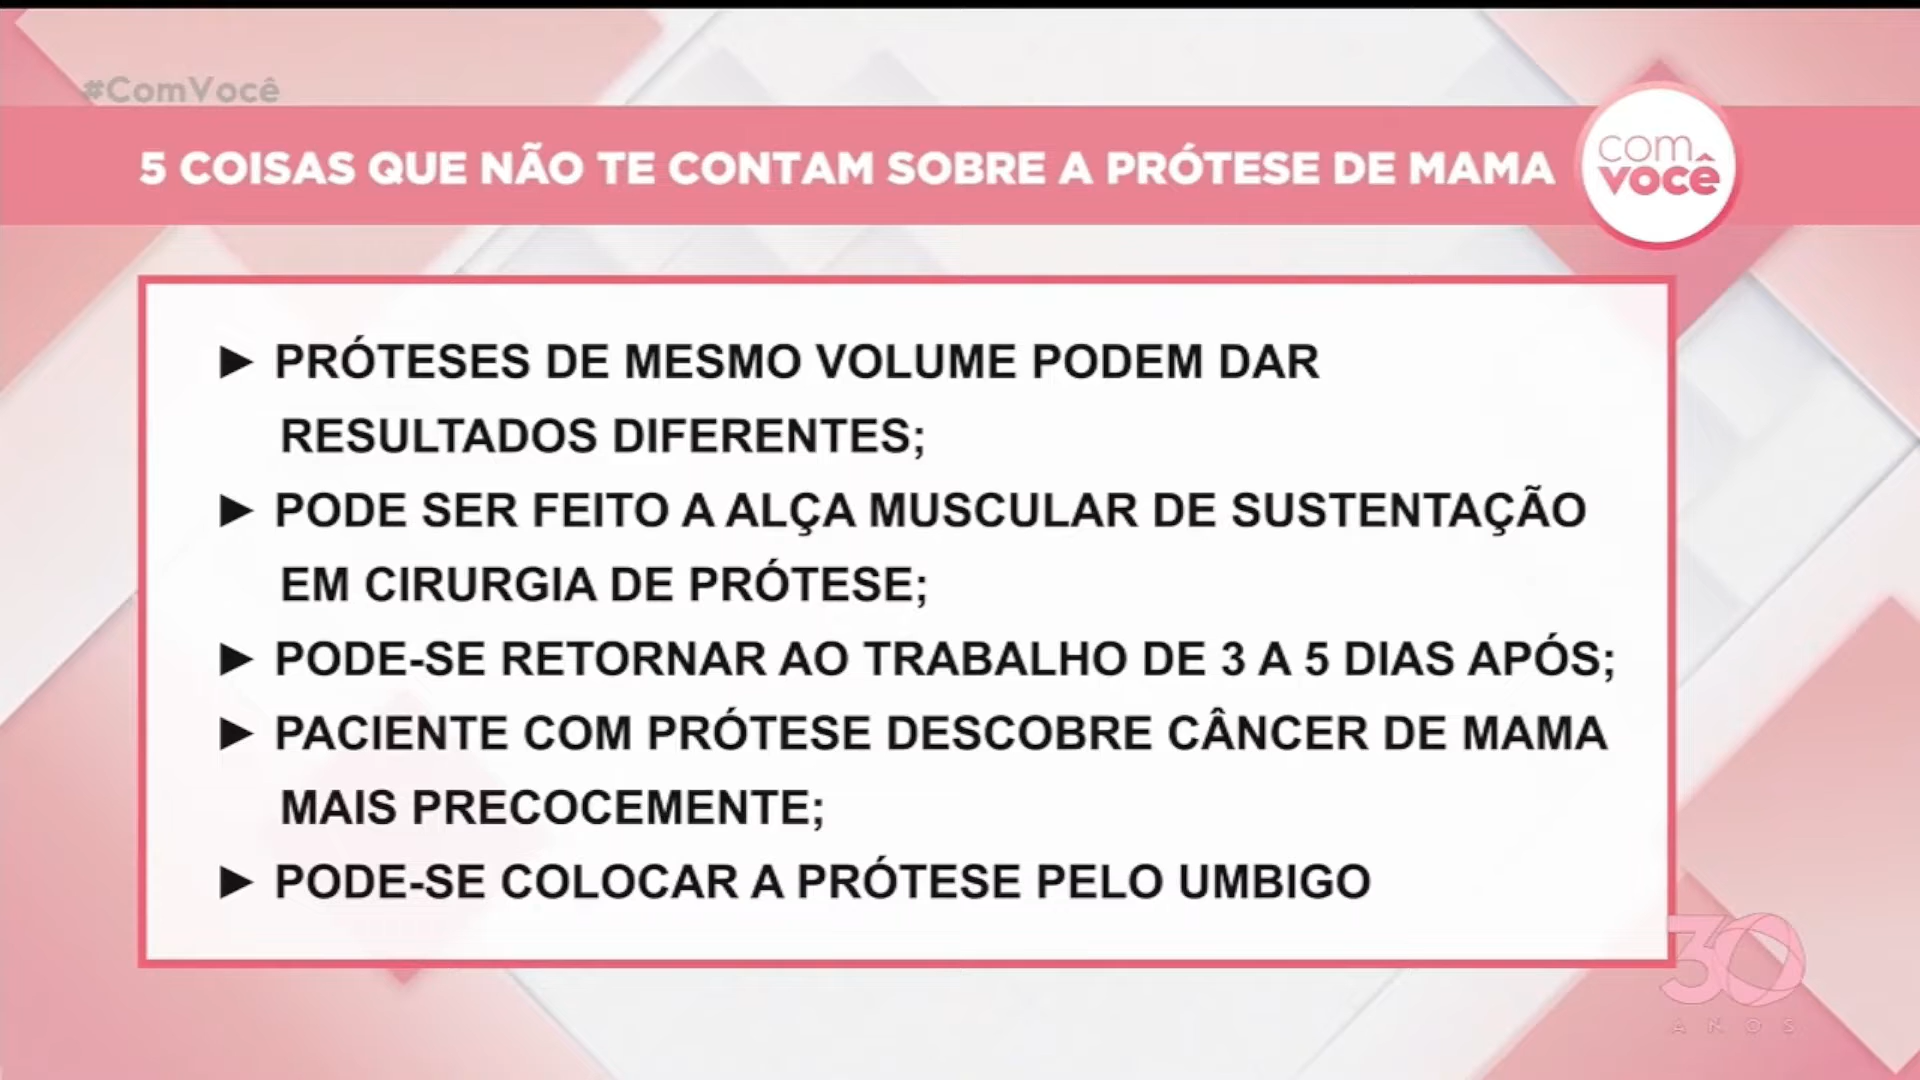 #ComVocê
5 COISAS QUE NÃO TE CONTAM SOBRE A PRÓTESE DE MAMA
com
você
► PRÓTESES DE MESMO VOLUME PODEM DAR
RESULTADOS DIFERENTES;
► PODE SER FEITO A ALÇA MUSCULAR DE SUSTENTAÇÃO
EM CIRURGIA DE PRÓTESE;
► PODE-SE RETORNAR AO TRABALHO DE 3 A 5 DIAS APÓS;
► PACIENTE COM PRÓTESE DESCOBRE CÂNCER DE MAMA
MAIS PRECOCEMENTE;
► PODE-SE COLOCAR A PRÓTESE PELO UMBIGO
30
ANOS